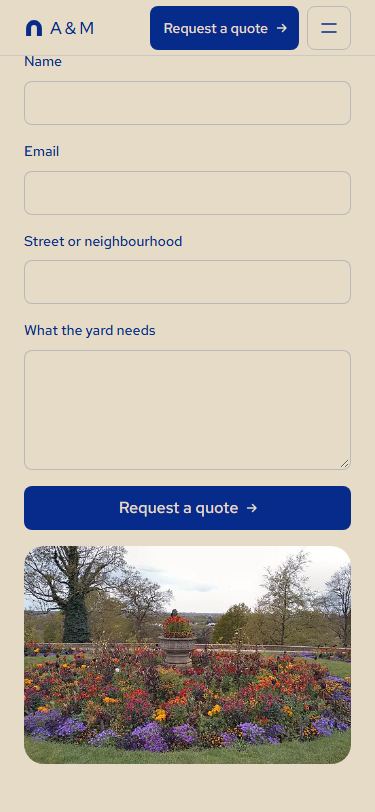 A & M
Request a quote →
Name
Email
Street or neighbourhood
What the yard needs
Request a quote →